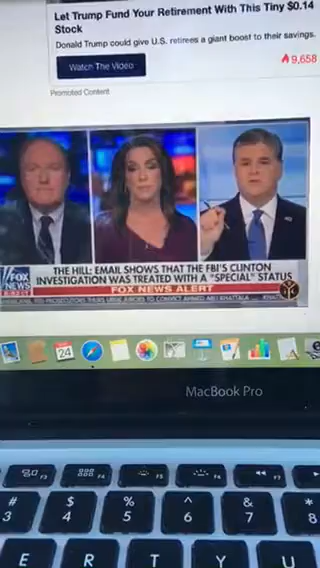 Let Trump Fund Your Retirement With This Tiny $0.14
Stock
Donald Trump could give U.S. retirees a giant boost to their savings.
Watch The Video
9,658
Promoted Content
FOX
NEWS
THE HILL: EMAIL SHOWS THAT THE FBI'S CLINTON
INVESTIGATION WAS TREATED WITH A "SPECIAL" STATUS
FOX NEWS ALERT
24
MacBook Pro
F3
F4
F5
F6
F7
#
3
$
4
%
5
^
6
&
7
*
8
E
R
T
Y
U